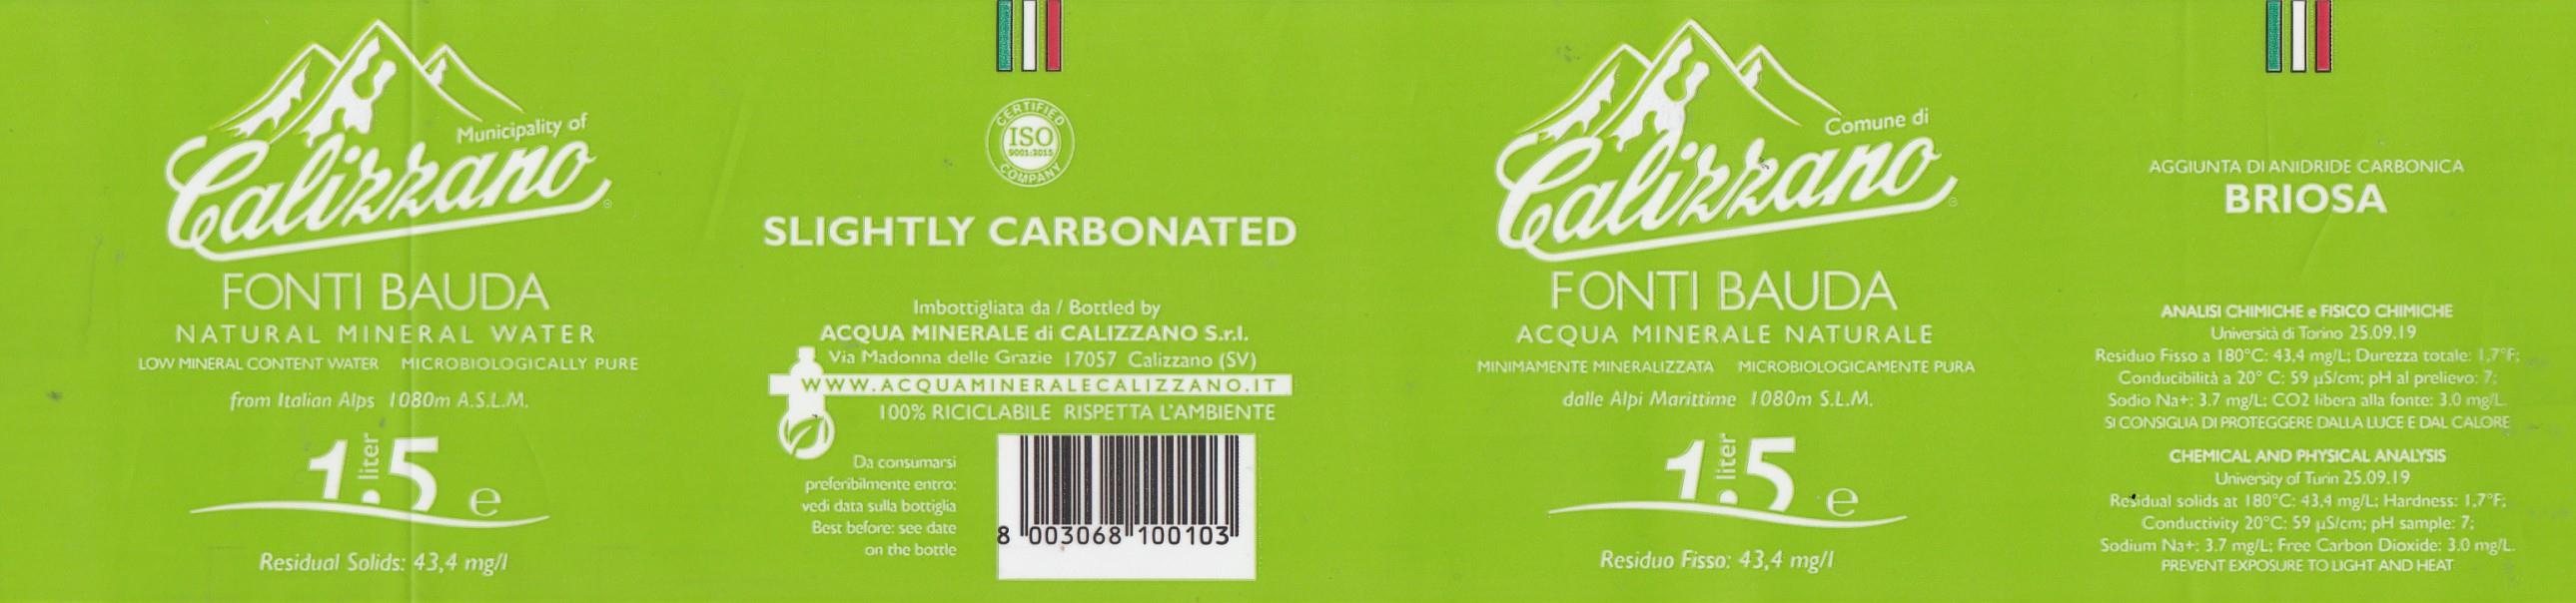 Municipality of
Calizzano
FONTI BAUDA
NATURAL MINERAL WATER
LOW MINERAL CONTENT WATER MICROBIOLOGICALLY PURE
from Italian Alps 1080m A.S.L.M.
1.5 liter e
Residual Solids: 43,4 mg/l
CERTIFIED
ISO
9001:2015
COMPANY
SLIGHTLY CARBONATED
Imbottigliata da / Bottled by
ACQUA MINERALE di CALIZZANO S.r.l.
Via Madonna delle Grazie 17057 Calizzano (SV)
WWW.ACQUAMINERALECALIZZANO.IT
100% RICICLABILE RISPETTA L'AMBIENTE
Da consumarsi
preferibilmente entro:
vedi data sulla bottiglia
Best before: see date
on the bottle
8 003068 100103
Comune di
Calizzano
FONTI BAUDA
ACQUA MINERALE NATURALE
MINIMAMENTE MINERALIZZATA MICROBIOLOGICAMENTE PURA
dalle Alpi Marittime 1080m S.L.M.
1.5 liter e
Residuo Fisso: 43,4 mg/l
AGGIUNTA DI ANIDRIDE CARBONICA
BRIOSA
ANALISI CHIMICHE e FISICO CHIMICHE
Università di Torino 25.09.19
Residuo Fisso a 180°C: 43,4 mg/L; Durezza totale: 1,7°F;
Conducibilità a 20° C: 59 µS/cm; pH al prelievo: 7;
Sodio Na+: 3.7 mg/L; CO2 libera alla fonte: 3.0 mg/L.
SI CONSIGLIA DI PROTEGGERE DALLA LUCE E DAL CALORE
CHEMICAL AND PHYSICAL ANALYSIS
University of Turin 25.09.19
Residual solids at 180°C: 43,4 mg/L; Hardness: 1,7°F;
Conductivity 20°C: 59 µS/cm; pH sample: 7;
Sodium Na+: 3.7 mg/L; Free Carbon Dioxide: 3.0 mg/L.
PREVENT EXPOSURE TO LIGHT AND HEAT